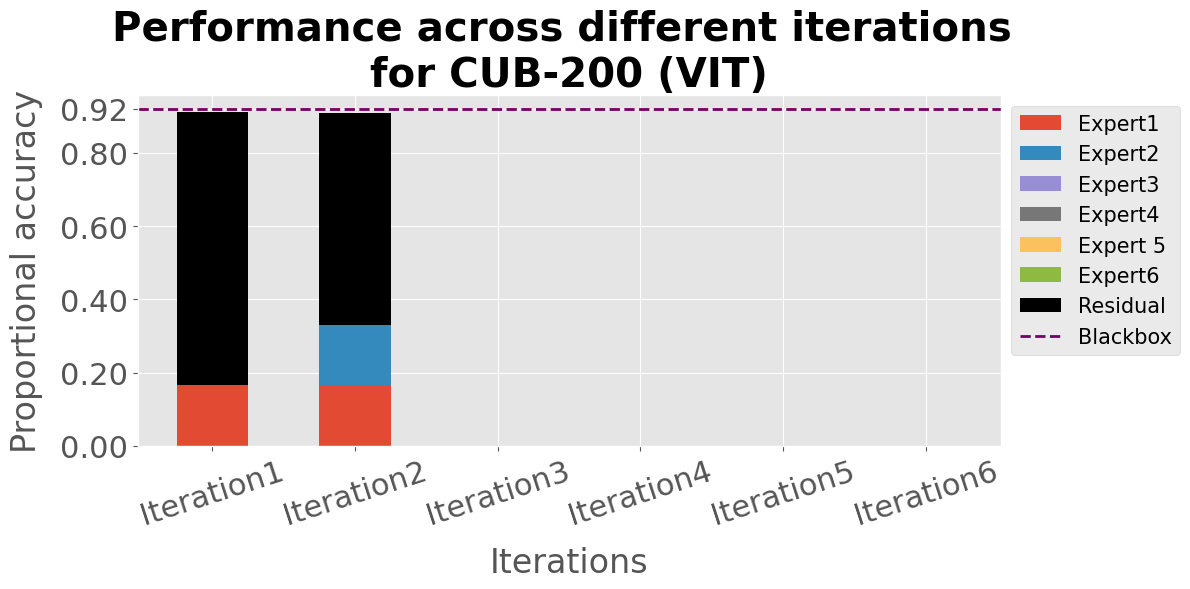 Performance across different iterations
for CUB-200 (VIT)
Proportional accuracy
0.92
0.80
0.60
0.40
0.20
0.00
Iteration1
Iteration2
Iteration3
Iteration4
Iteration5
Iteration6
Iterations
Expert1
Expert2
Expert3
Expert4
Expert 5
Expert6
Residual
Blackbox